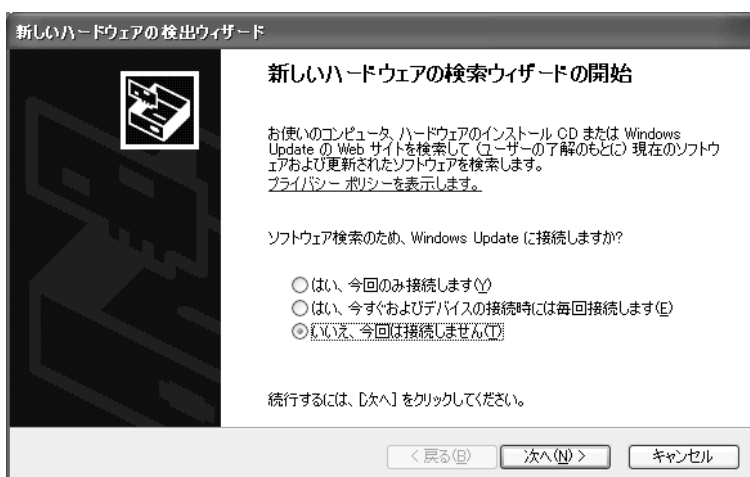 新しいハードウェアの検出ウィザード
新しいハードウェアの検索ウィザードの開始
お使いのコンピュータ、ハードウェアのインストール CD または Windows
Update の Web サイトを検索して (ユーザーの了解のもとに) 現在のソフトウ
ェアおよび更新されたソフトウェアを検索します。
プライバシー ポリシーを表示します。
ソフトウェア検索のため、Windows Update に接続しますか?
はい、今回のみ接続します(Y)
はい、今すぐおよびデバイスの接続時には毎回接続します(E)
いいえ、今回は接続しません(T)
続行するには、[次へ] をクリックしてください。
< 戻る(B)
次へ(N) >
キャンセル